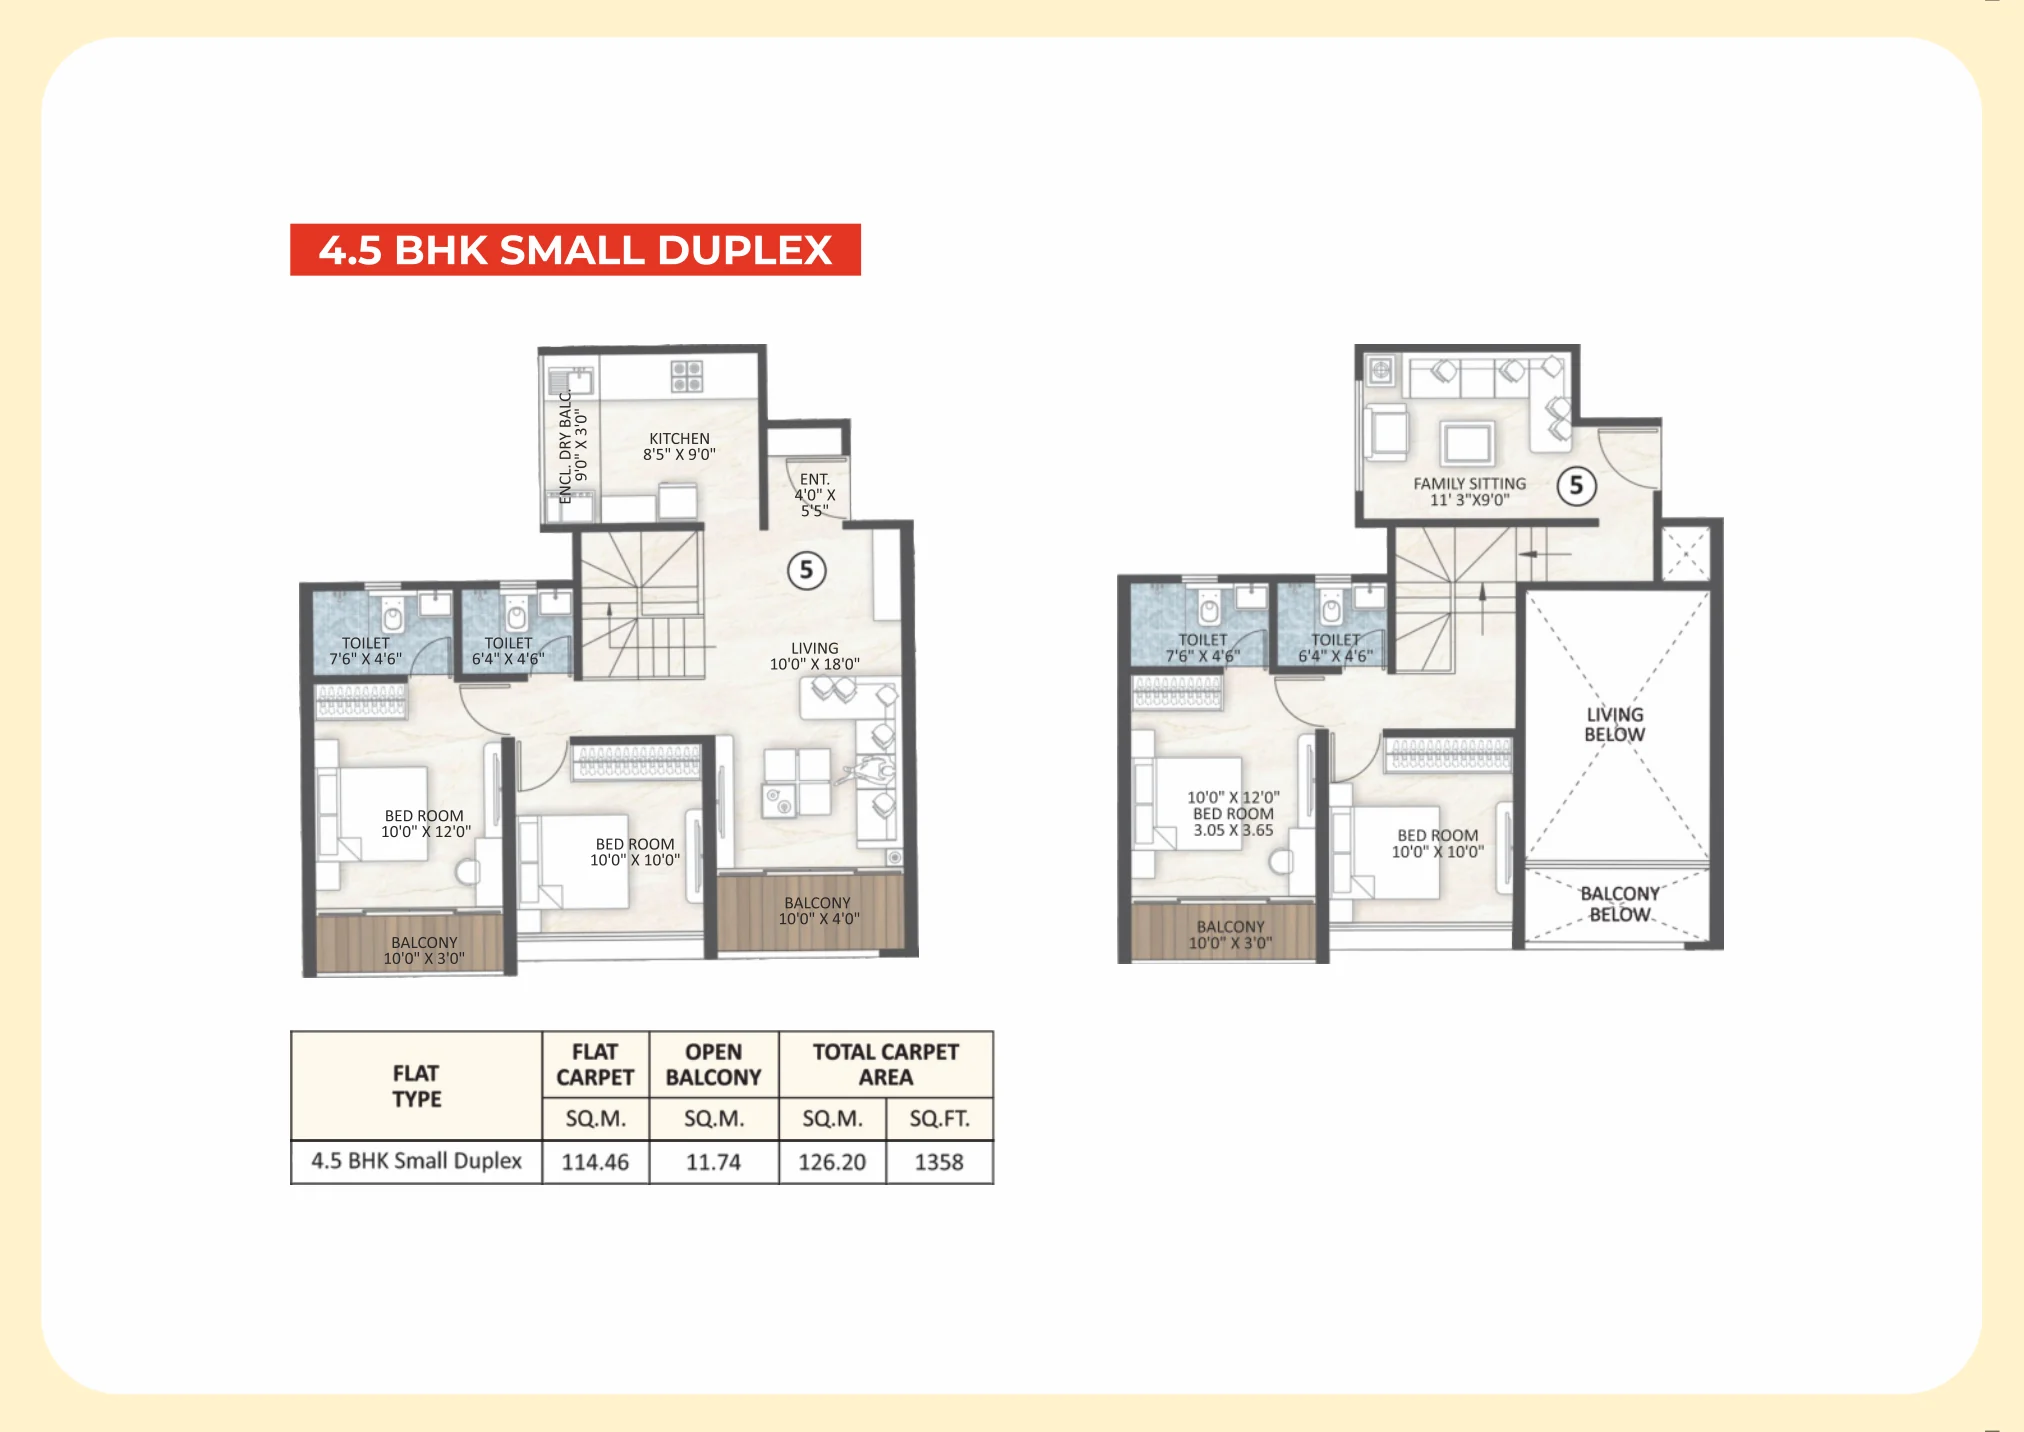 4.5 BHK SMALL DUPLEX
ENCL. DRY BALC.
9'0" X 3'0"
KITCHEN
8'5" X 9'0"
ENT.
4'0" X
5'5"
5
TOILET
7'6" X 4'6"
TOILET
6'4" X 4'6"
LIVING
10'0" X 18'0"
BED ROOM
10'0" X 12'0"
BED ROOM
10'0" X 10'0"
BALCONY
10'0" X 4'0"
BALCONY
10'0" X 3'0"
FAMILY SITTING
11' 3"X9'0"
5
TOILET
7'6" X 4'6"
TOILET
6'4" X 4'6"
LIVING
BELOW
10'0" X 12'0"
BED ROOM
3.05 X 3.65
BED ROOM
10'0" X 10'0"
BALCONY
BELOW
BALCONY
10'0" X 3'0"
FLAT
TYPE
FLAT
CARPET
OPEN
BALCONY
TOTAL CARPET
AREA
SQ.M.
SQ.M.
SQ.M.
SQ.FT.
4.5 BHK Small Duplex
114.46
11.74
126.20
1358